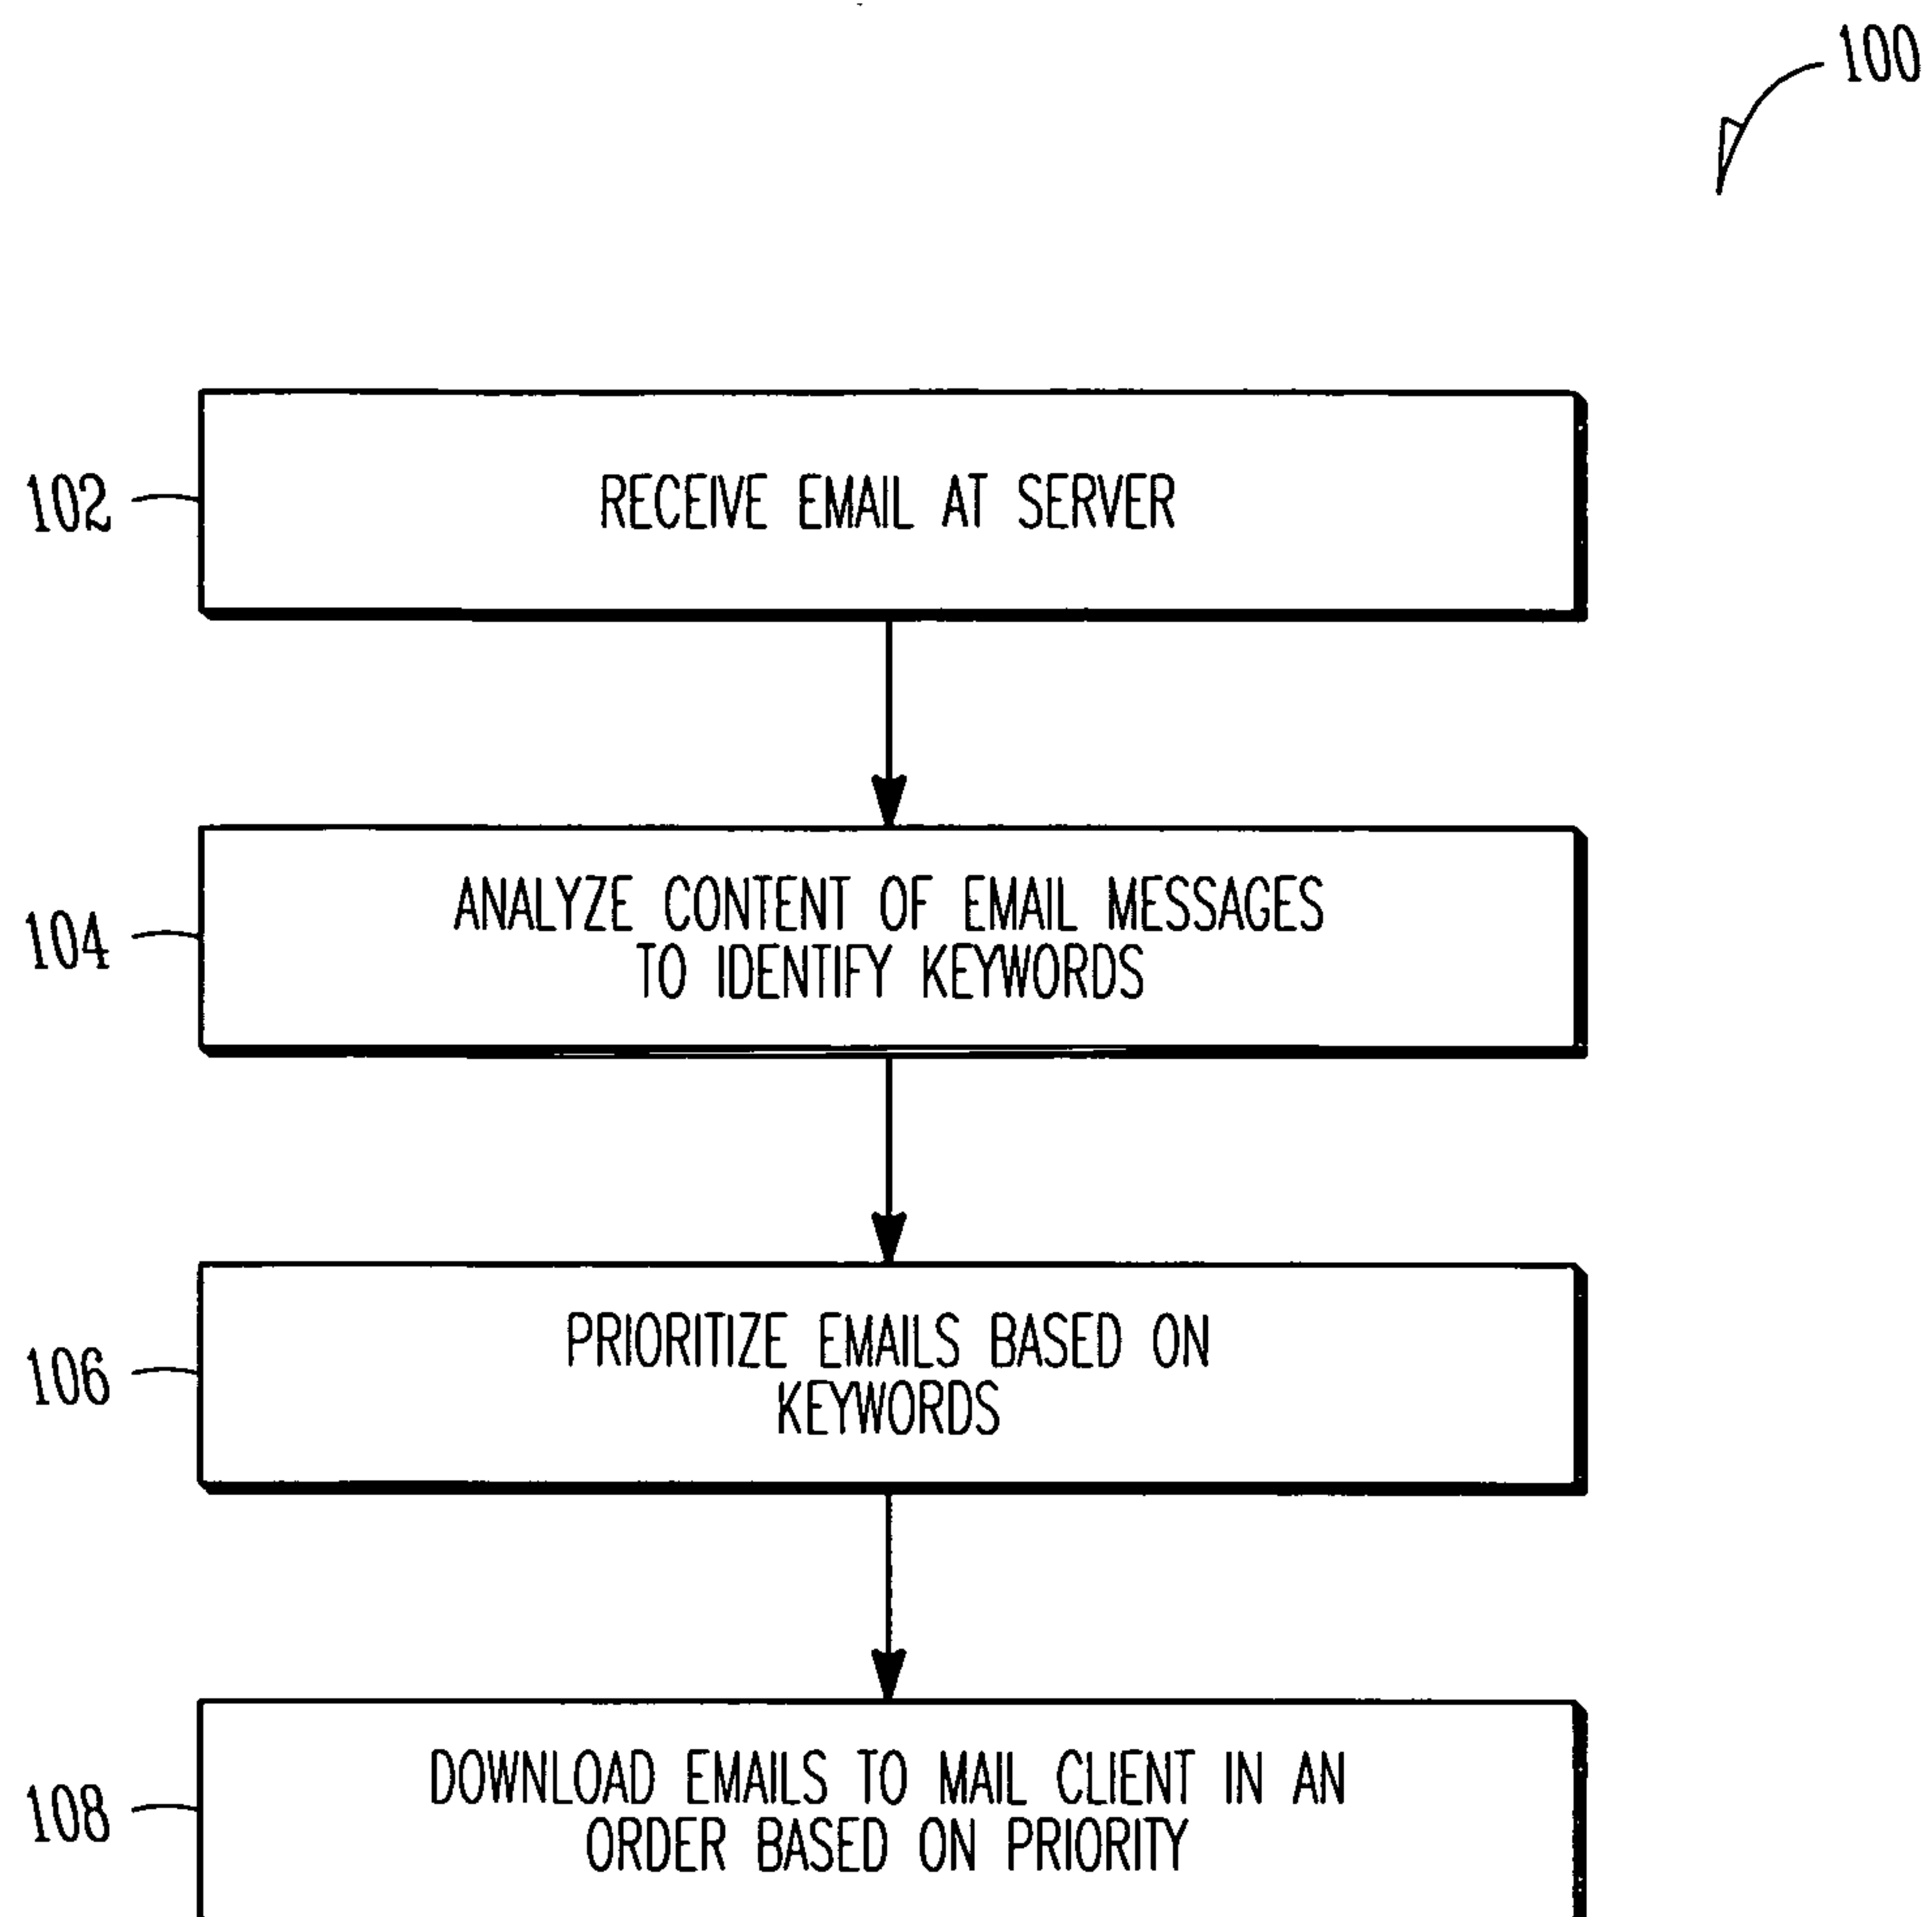 100
102
RECEIVE EMAIL AT SERVER
104
ANALYZE CONTENT OF EMAIL MESSAGES
TO IDENTIFY KEYWORDS
106
PRIORITIZE EMAILS BASED ON
KEYWORDS
108
DOWNLOAD EMAILS TO MAIL CLIENT IN AN
ORDER BASED ON PRIORITY